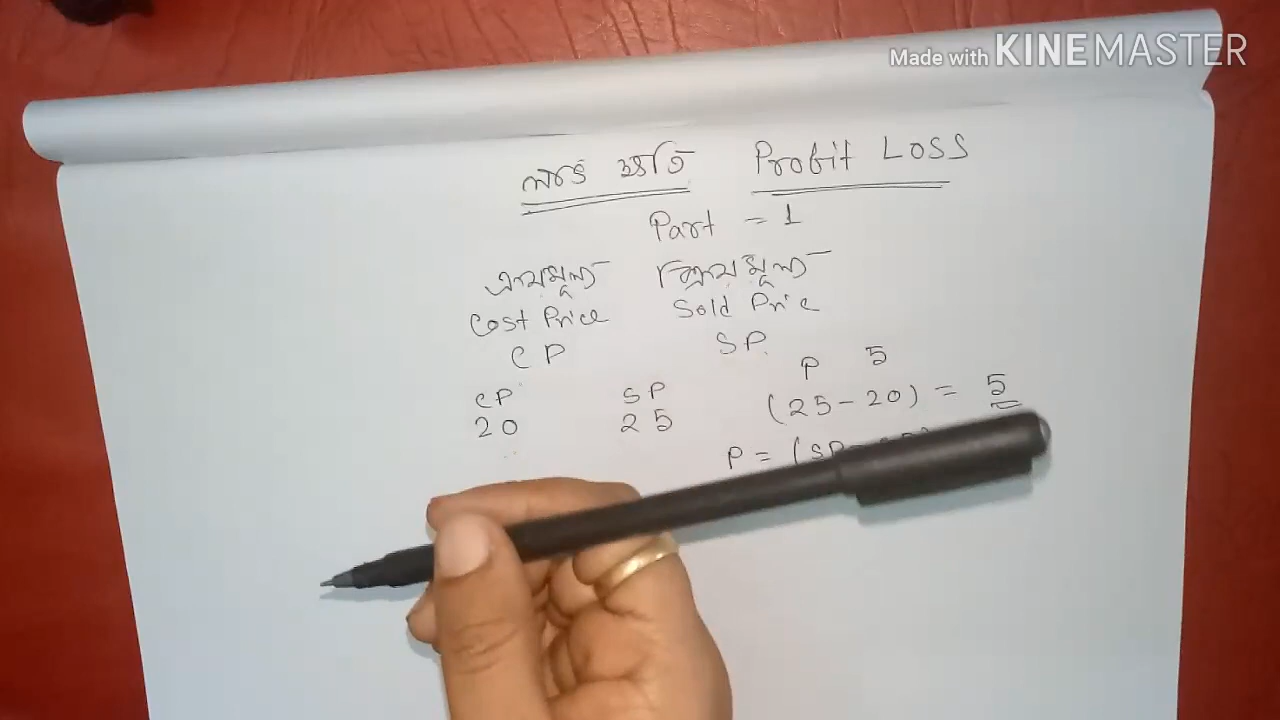 Made with KINEMASTER
লাভ ক্ষতি Profit Loss
Part = 1
ক্রয়মূল্য বিক্রয়মূল্য
Cost Price Sold Price
CP SP.
P 5
CP SP (25-20) = 5
20 25
P = (SP-